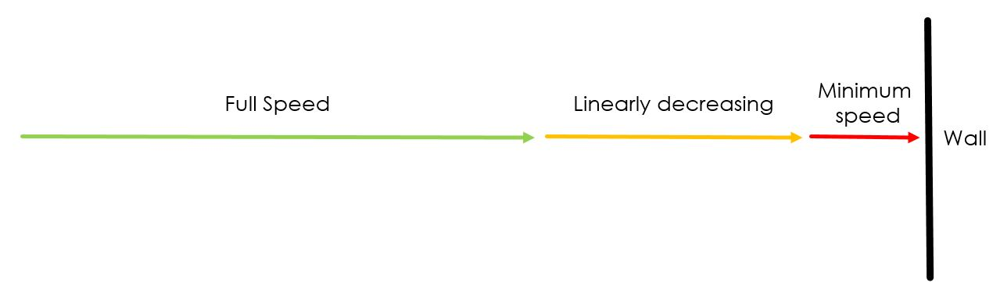 Full Speed
Linearly decreasing
Minimum
speed
Wall